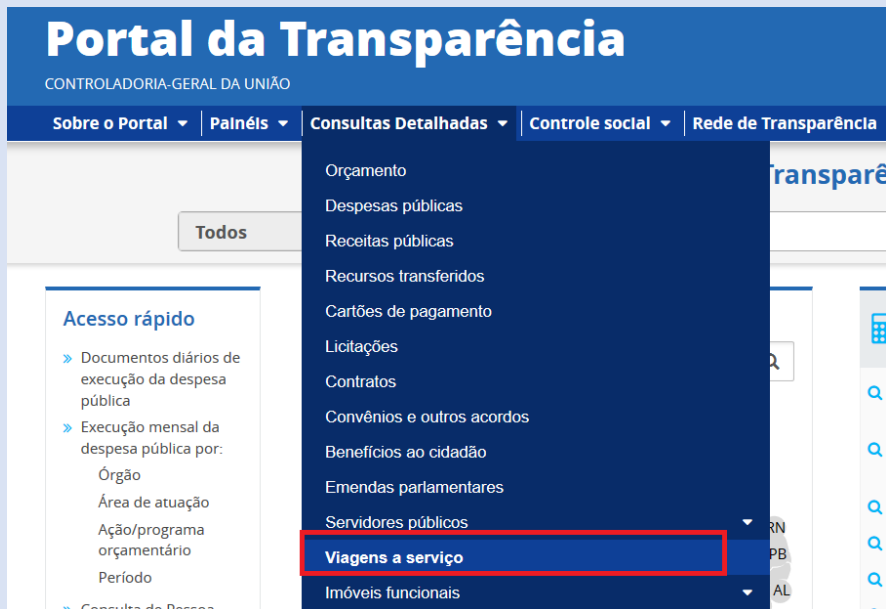 Portal da Transparência
CONTROLADORIA-GERAL DA UNIÃO
Sobre o Portal
Painéis
Consultas Detalhadas
Controle social
Rede de Transparência
Todos
Acesso rápido
Documentos diários de
execução da despesa
pública
Execução mensal da
despesa pública por:
Órgão
Área de atuação
Ação/programa
orçamentário
Período
Consulta de Pessoa
Orçamento
Despesas públicas
Receitas públicas
Recursos transferidos
Cartões de pagamento
Licitações
Contratos
Convênios e outros acordos
Benefícios ao cidadão
Emendas parlamentares
Servidores públicos
Viagens a serviço
Imóveis funcionais
RN
PB
AL